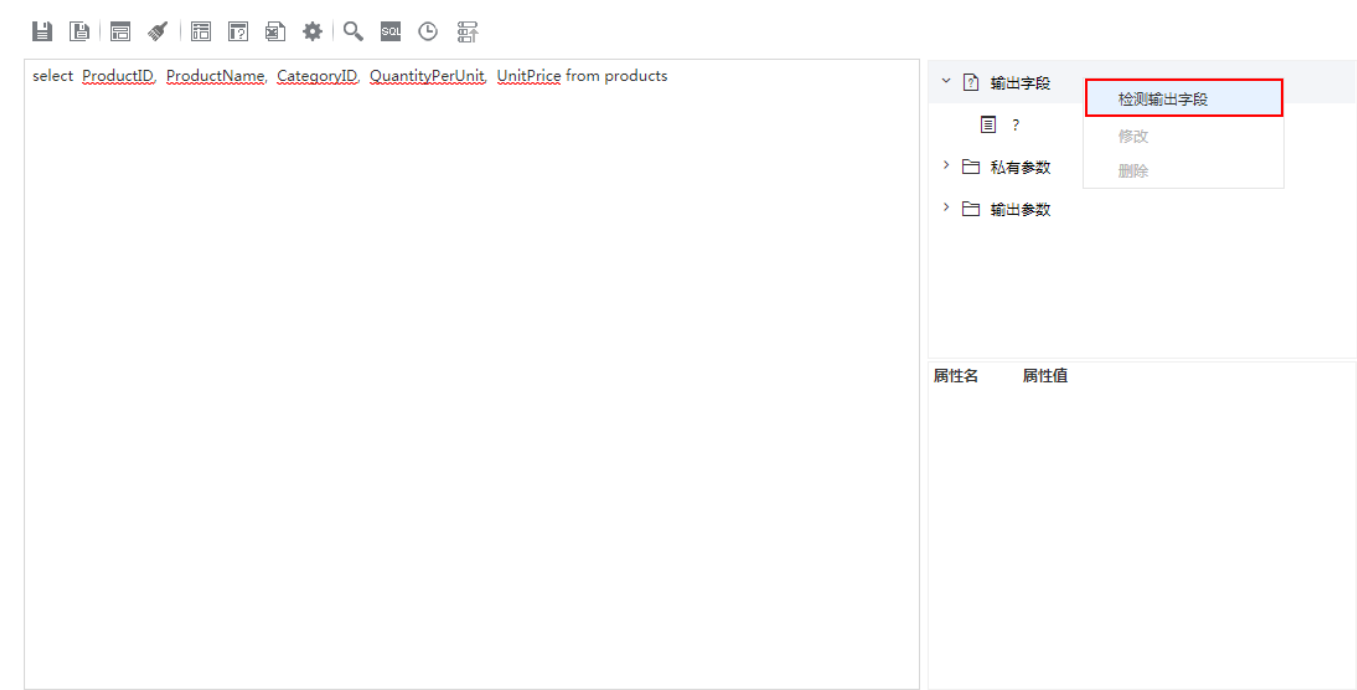 SQL
select ProductID, ProductName, CategoryID, QuantityPerUnit, UnitPrice from products
输出字段
检测输出字段
?
修改
私有参数
删除
输出参数
属性名 属性值